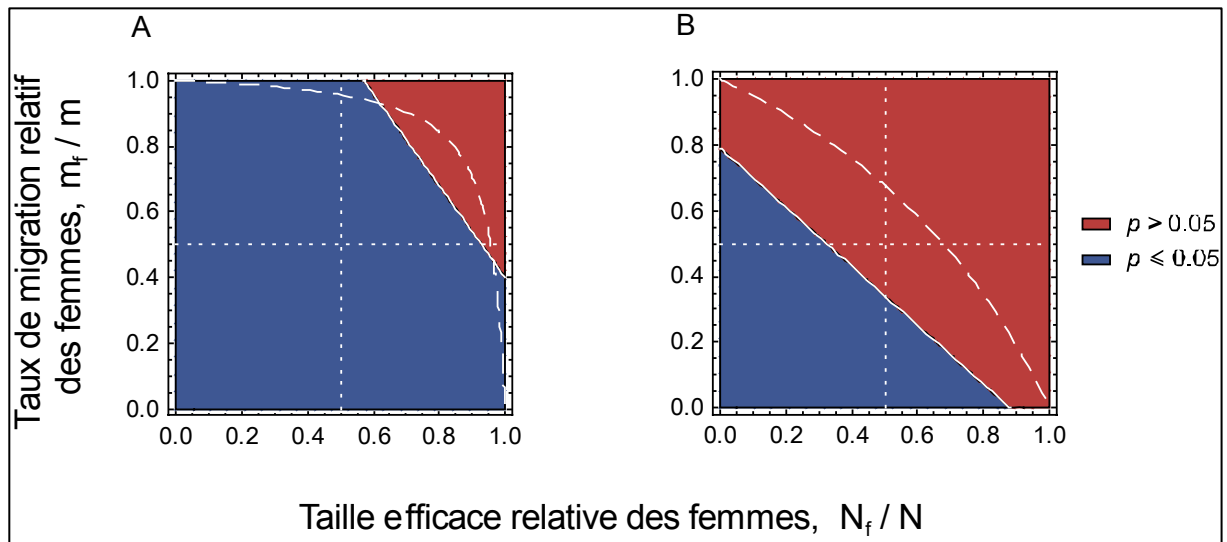 A
B
Taux de migration relatif
des femmes, m_f / m
1.0
0.8
0.6
0.4
0.2
0.0
0.0 0.2 0.4 0.6 0.8 1.0
1.0
0.8
0.6
0.4
0.2
0.0
0.0 0.2 0.4 0.6 0.8 1.0
p > 0.05
p ⩽ 0.05
Taille efficace relative des femmes, N_f / N